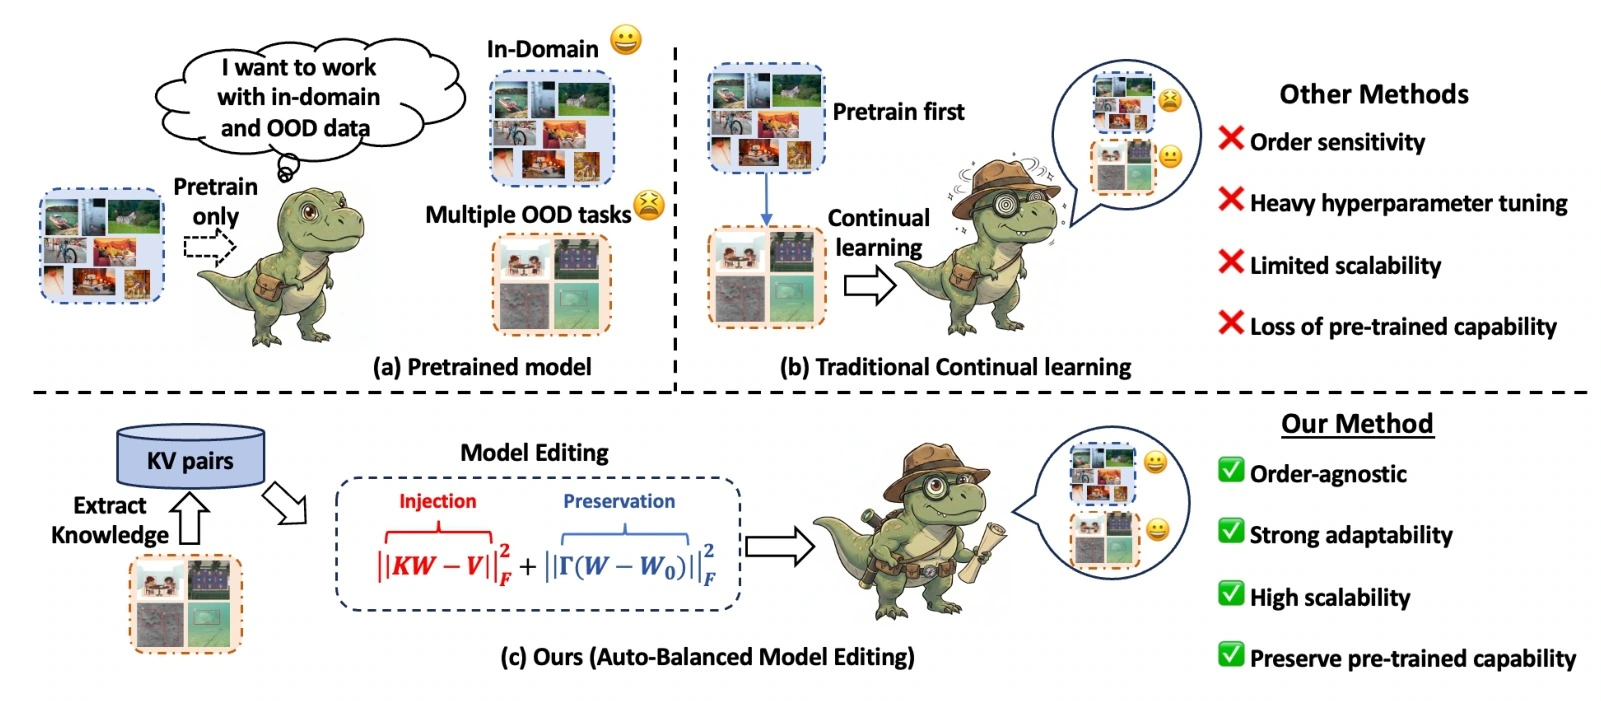 I want to work
with in-domain
and OOD data
Pretrain
only
In-Domain
Multiple OOD tasks
(a) Pretrained model
Pretrain first
Continual
learning
(b) Traditional Continual learning
Other Methods
Order sensitivity
Heavy hyperparameter tuning
Limited scalability
Loss of pre-trained capability
KV pairs
Extract
Knowledge
Model Editing
Injection
Preservation
||KW − V||²_F + ||Γ(W − W₀)||²_F
(c) Ours (Auto-Balanced Model Editing)
Our Method
Order-agnostic
Strong adaptability
High scalability
Preserve pre-trained capability